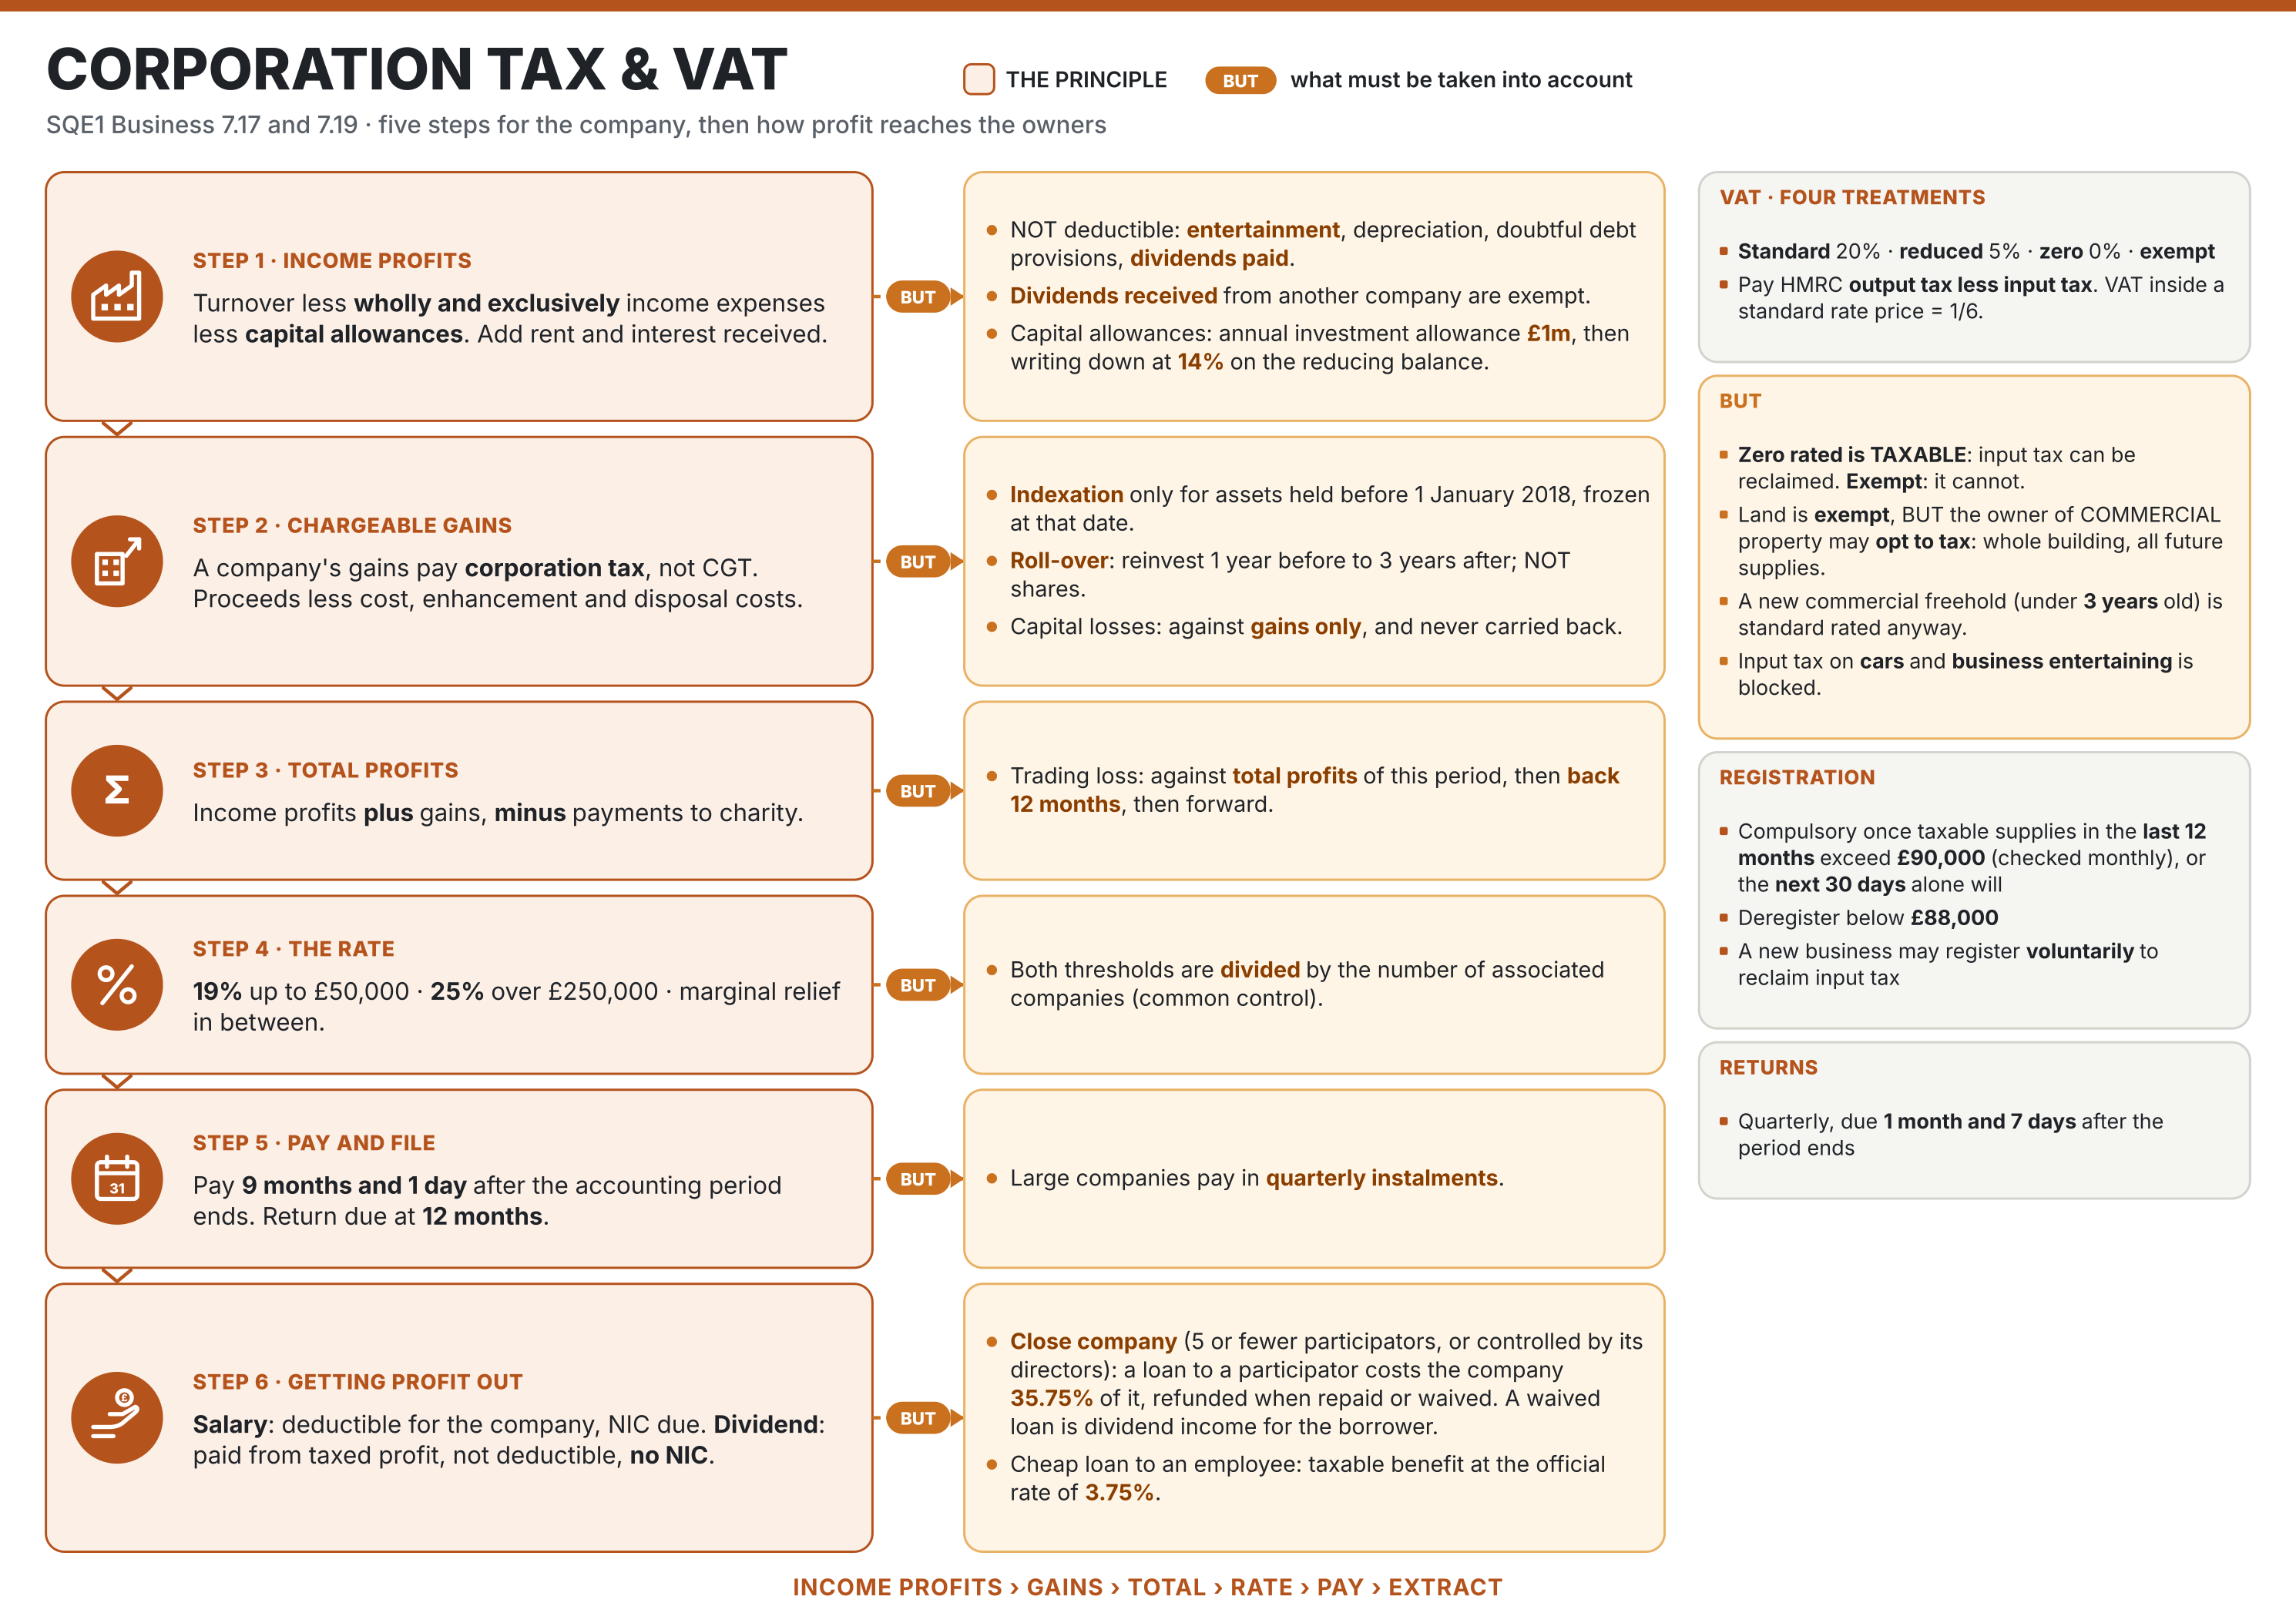 CORPORATION TAX & VAT
THE PRINCIPLE
BUT what must be taken into account
SQE1 Business 7.17 and 7.19 · five steps for the company, then how profit reaches the owners
STEP 1 · INCOME PROFITS
Turnover less wholly and exclusively income expenses
less capital allowances. Add rent and interest received.
BUT
• NOT deductible: entertainment, depreciation, doubtful debt
provisions, dividends paid.
• Dividends received from another company are exempt.
• Capital allowances: annual investment allowance £1m, then
writing down at 14% on the reducing balance.
STEP 2 · CHARGEABLE GAINS
A company's gains pay corporation tax, not CGT.
Proceeds less cost, enhancement and disposal costs.
BUT
• Indexation only for assets held before 1 January 2018, frozen
at that date.
• Roll-over: reinvest 1 year before to 3 years after; NOT
shares.
• Capital losses: against gains only, and never carried back.
Σ
STEP 3 · TOTAL PROFITS
Income profits plus gains, minus payments to charity.
BUT
• Trading loss: against total profits of this period, then back
12 months, then forward.
%
STEP 4 · THE RATE
19% up to £50,000 · 25% over £250,000 · marginal relief
in between.
BUT
• Both thresholds are divided by the number of associated
companies (common control).
31
STEP 5 · PAY AND FILE
Pay 9 months and 1 day after the accounting period
ends. Return due at 12 months.
BUT
• Large companies pay in quarterly instalments.
£
STEP 6 · GETTING PROFIT OUT
Salary: deductible for the company, NIC due. Dividend:
paid from taxed profit, not deductible, no NIC.
BUT
• Close company (5 or fewer participators, or controlled by its
directors): a loan to a participator costs the company
35.75% of it, refunded when repaid or waived. A waived
loan is dividend income for the borrower.
• Cheap loan to an employee: taxable benefit at the official
rate of 3.75%.
VAT · FOUR TREATMENTS
Standard 20% · reduced 5% · zero 0% · exempt
Pay HMRC output tax less input tax. VAT inside a
standard rate price = 1/6.
BUT
Zero rated is TAXABLE: input tax can be
reclaimed. Exempt: it cannot.
Land is exempt, BUT the owner of COMMERCIAL
property may opt to tax: whole building, all future
supplies.
A new commercial freehold (under 3 years old) is
standard rated anyway.
Input tax on cars and business entertaining is
blocked.
REGISTRATION
Compulsory once taxable supplies in the last 12
months exceed £90,000 (checked monthly), or
the next 30 days alone will
Deregister below £88,000
A new business may register voluntarily to
reclaim input tax
RETURNS
Quarterly, due 1 month and 7 days after the
period ends
INCOME PROFITS › GAINS › TOTAL › RATE › PAY › EXTRACT